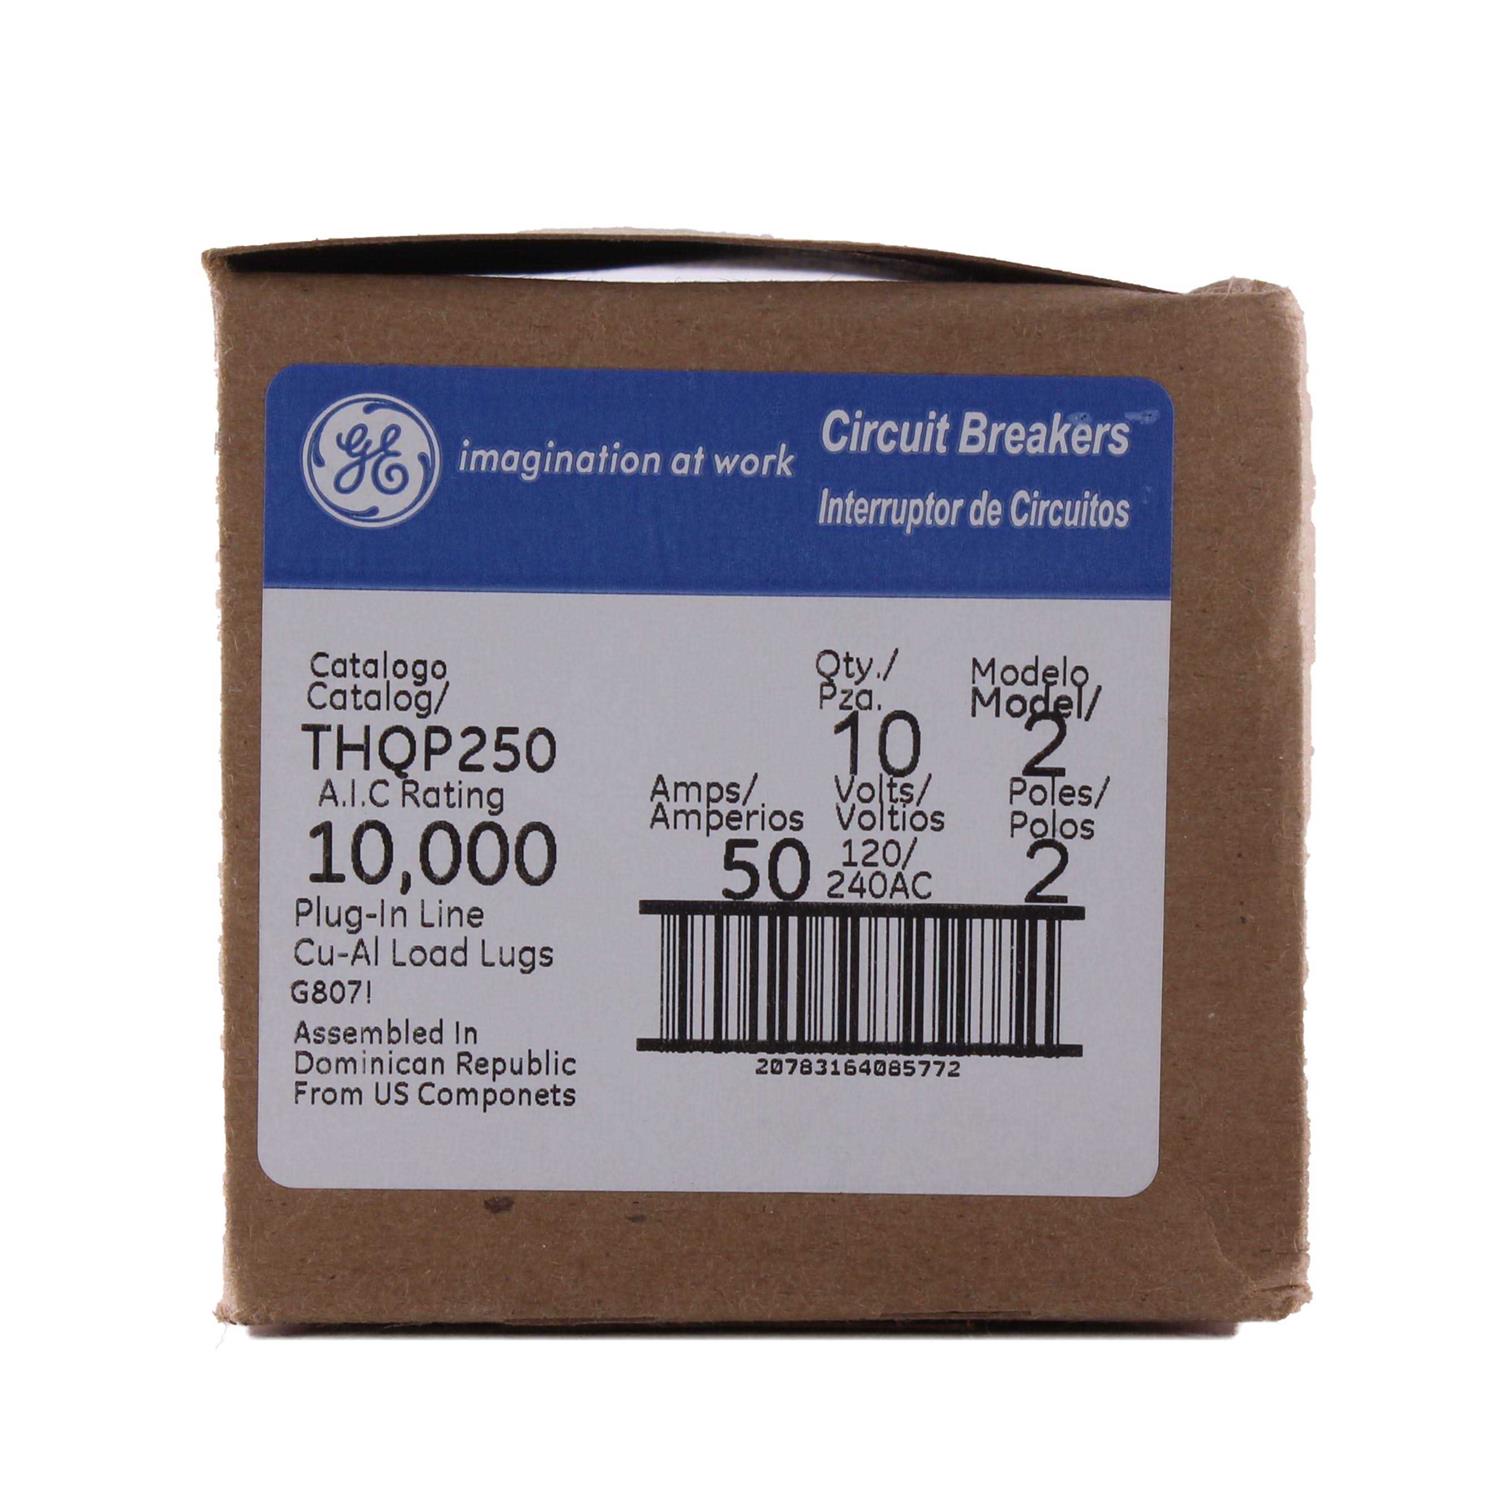 GE imagination at work
Circuit Breakers
Interruptor de Circuitos
Catalogo
Catalog/
THQP250
A.I.C Rating
10,000
Plug-In Line
Cu-Al Load Lugs
G807!
Assembled In
Dominican Republic
From US Componets
Qty./
Pza.
10
Modelo
Model/
2
Amps/
Amperios
50
Volts/
Voltios
120/
240AC
Poles/
Polos
2
20783164085772